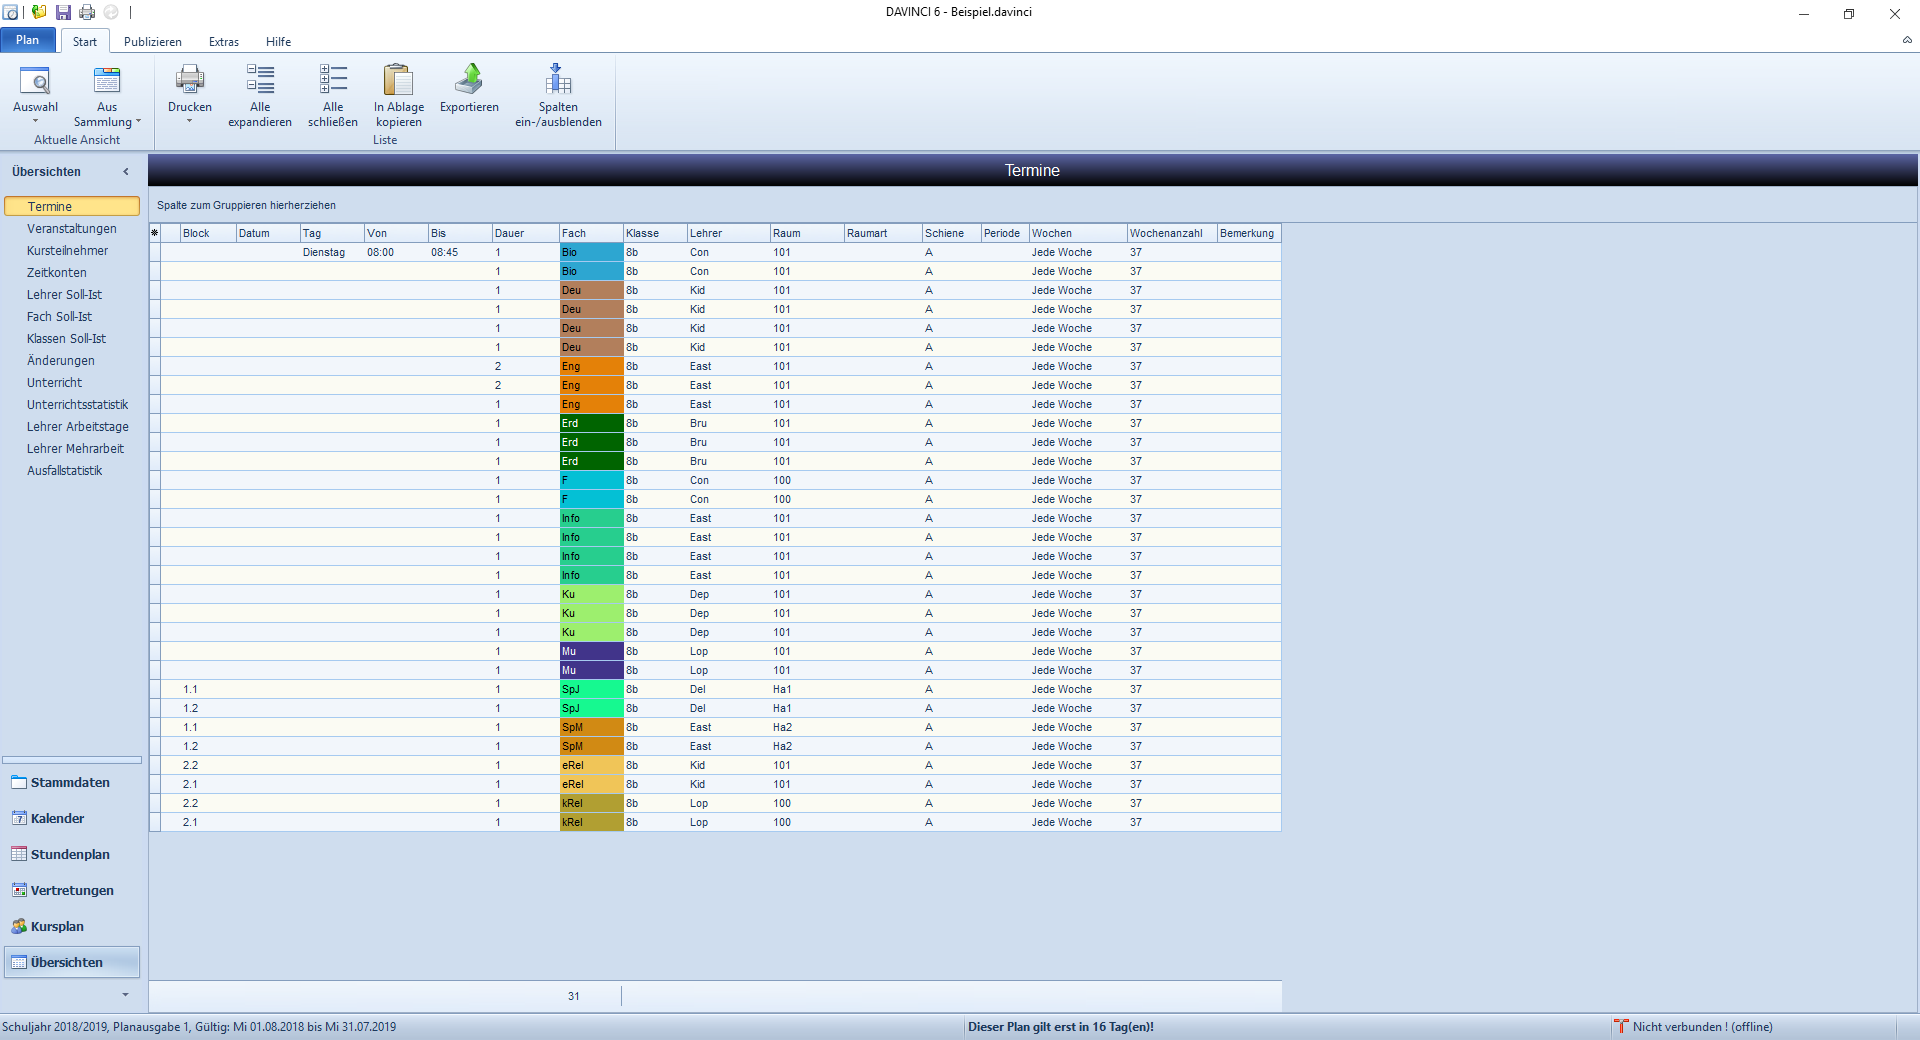 DAVINCI 6 - Beispiel.davinci
Plan Start Publizieren Extras Hilfe
Auswahl Aus Sammlung Drucken Alle expandieren Alle schließen In Ablage kopieren Exportieren Spalten ein-/ausblenden
Aktuelle Ansicht Liste
Übersichten
Termine
Veranstaltungen
Kursteilnehmer
Zeitkonten
Lehrer Soll-Ist
Fach Soll-Ist
Klassen Soll-Ist
Änderungen
Unterricht
Unterrichtsstatistik
Lehrer Arbeitstage
Lehrer Mehrarbeit
Ausfallstatistik
Stammdaten
Kalender
Stundenplan
Vertretungen
Kursplan
Übersichten
Termine
Spalte zum Gruppieren hierherziehen
Block Datum Tag Von Bis Dauer Fach Klasse Lehrer Raum Raumart Schiene Periode Wochen Wochenanzahl Bemerkung
Dienstag 08:00 08:45 1 Bio 8b Con 101 A Jede Woche 37
1 Bio 8b Con 101 A Jede Woche 37
1 Deu 8b Kid 101 A Jede Woche 37
1 Deu 8b Kid 101 A Jede Woche 37
1 Deu 8b Kid 101 A Jede Woche 37
1 Deu 8b Kid 101 A Jede Woche 37
2 Eng 8b East 101 A Jede Woche 37
2 Eng 8b East 101 A Jede Woche 37
1 Eng 8b East 101 A Jede Woche 37
1 Erd 8b Bru 101 A Jede Woche 37
1 Erd 8b Bru 101 A Jede Woche 37
1 Erd 8b Bru 101 A Jede Woche 37
1 F 8b Con 100 A Jede Woche 37
1 F 8b Con 100 A Jede Woche 37
1 Info 8b East 101 A Jede Woche 37
1 Info 8b East 101 A Jede Woche 37
1 Info 8b East 101 A Jede Woche 37
1 Info 8b East 101 A Jede Woche 37
1 Ku 8b Dep 101 A Jede Woche 37
1 Ku 8b Dep 101 A Jede Woche 37
1 Ku 8b Dep 101 A Jede Woche 37
1 Mu 8b Lop 101 A Jede Woche 37
1 Mu 8b Lop 101 A Jede Woche 37
1.1 1 SpJ 8b Del Ha1 A Jede Woche 37
1.2 1 SpJ 8b Del Ha1 A Jede Woche 37
1.1 1 SpM 8b East Ha2 A Jede Woche 37
1.2 1 SpM 8b East Ha2 A Jede Woche 37
2.2 1 eRel 8b Kid 101 A Jede Woche 37
2.1 1 eRel 8b Kid 101 A Jede Woche 37
2.2 1 kRel 8b Lop 100 A Jede Woche 37
2.1 1 kRel 8b Lop 100 A Jede Woche 37
31
Schuljahr 2018/2019, Planausgabe 1, Gültig: Mi 01.08.2018 bis Mi 31.07.2019
Dieser Plan gilt erst in 16 Tag(en)!
Nicht verbunden ! (offline)